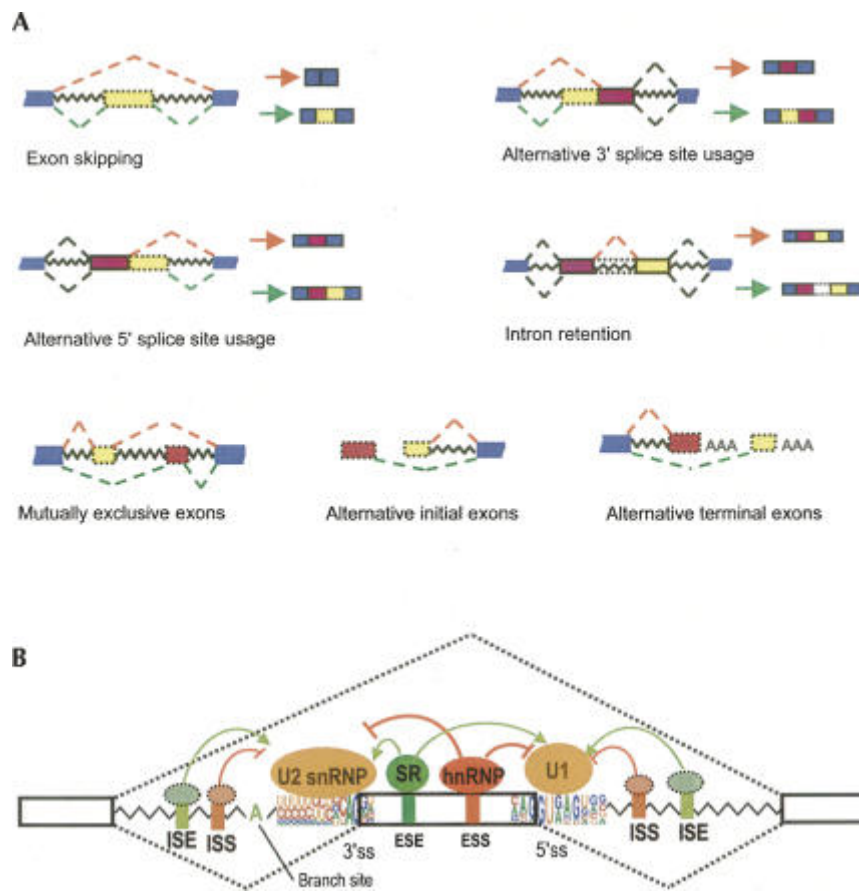 A
Exon skipping
Alternative 3' splice site usage
Alternative 5' splice site usage
Intron retention
AAA
AAA
Mutually exclusive exons
Alternative initial exons
Alternative terminal exons
B
U2 snRNP
SR
hnRNP
U1
ISE
ISS
A
3'ss
ESE
ESS
5'ss
ISS
ISE
Branch site